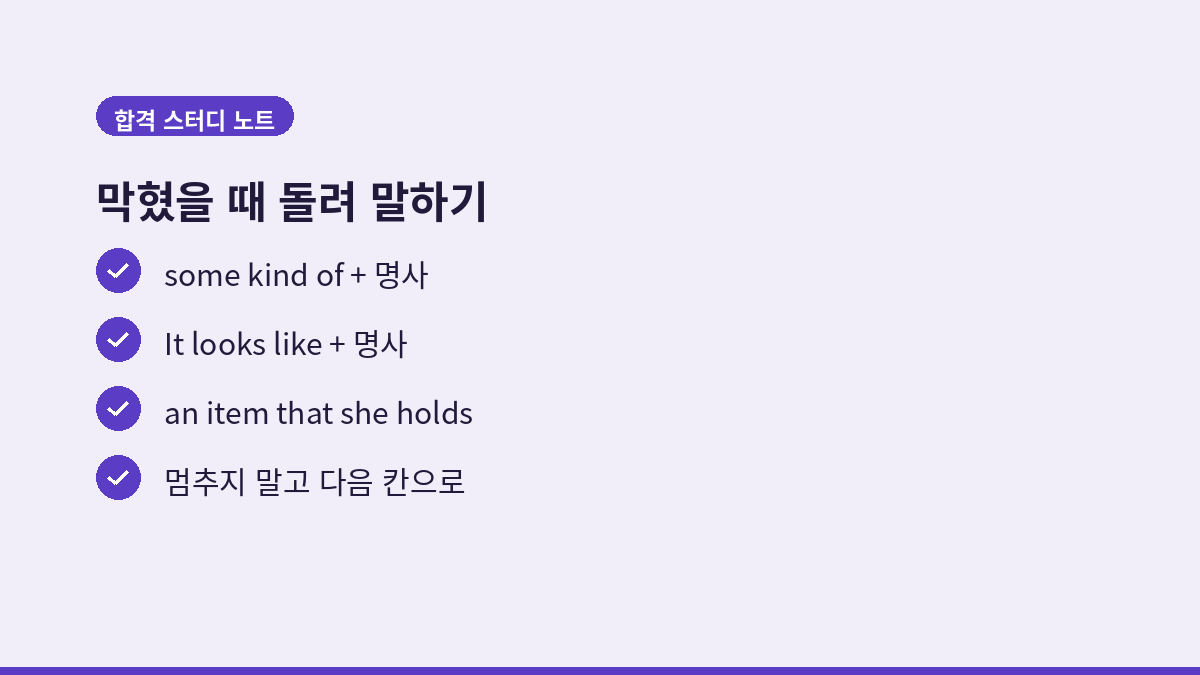 합격 스터디 노트
막혔을 때 돌려 말하기
some kind of + 명사
It looks like + 명사
an item that she holds
멈추지 말고 다음 칸으로